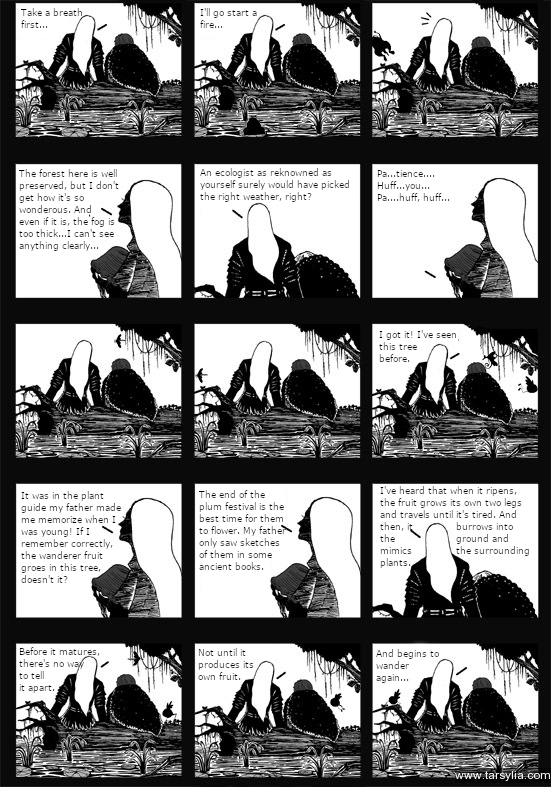 Take a breath
first...
I'll go start a
fire...
The forest here is well
preserved, but I don't
get how it's so
wonderous. And
even if it is, the fog is
too thick...I can't see
anything clearly...
An ecologist as reknowned as
yourself surely would have picked
the right weather, right?
Pa...tience....
Huff...you...
Pa....huff, huff...
I got it! I've seen
this tree
before.
It was in the plant
guide my father made
me memorize when I
was young! If I
remember correctly,
the wanderer fruit
groes in this tree,
doesn't it?
The end of the
plum festival is the
best time for them
to flower. My father
only saw sketches
of them in some
ancient books.
I've heard that when it ripens,
the fruit grows its own two legs
and travels until it's tired. And
then, it burrows into
the ground and
mimics the surrounding
plants.
Before it matures,
there's no way
to tell
it apart.
Not until it
produces its
own fruit.
And begins to
wander
again...
www.tarsylia.com